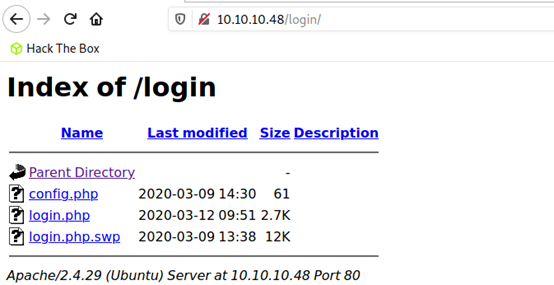 10.10.10.48/login/
Hack The Box
Index of /login
Name Last modified Size Description
Parent Directory -
config.php 2020-03-09 14:30 61
login.php 2020-03-12 09:51 2.7K
login.php.swp 2020-03-09 13:38 12K
Apache/2.4.29 (Ubuntu) Server at 10.10.10.48 Port 80